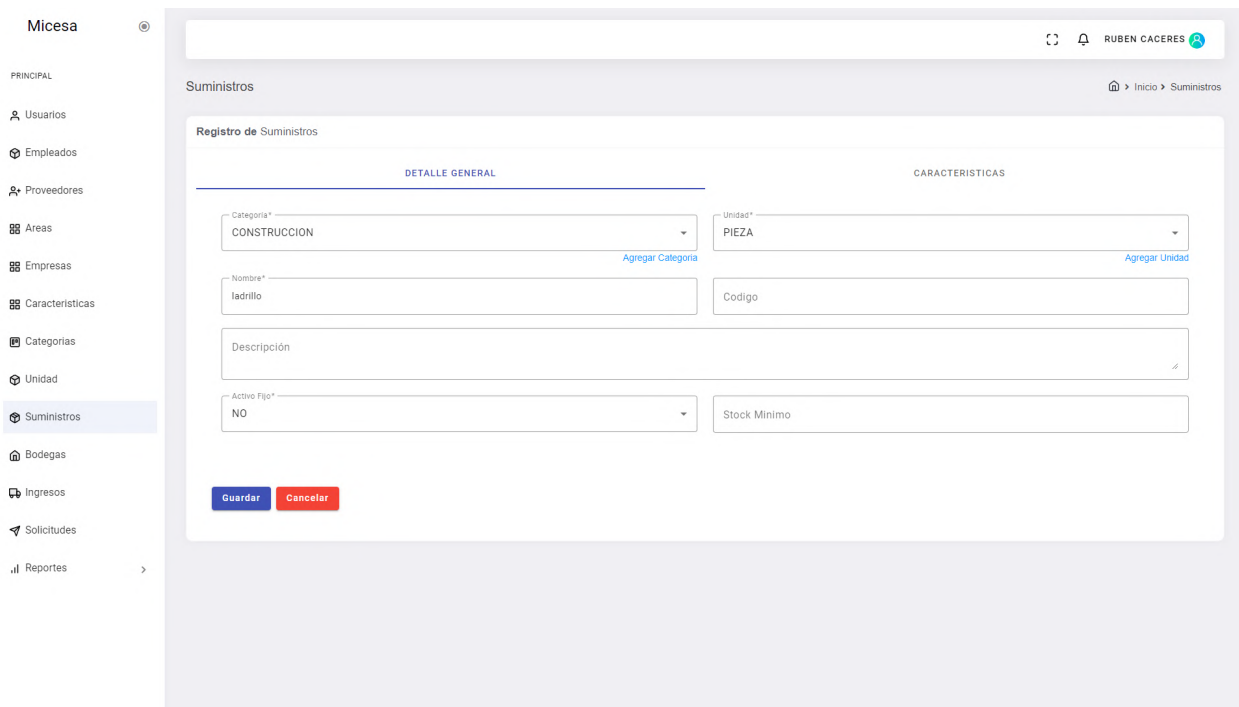 Micesa
PRINCIPAL
Usuarios
Empleados
Proveedores
Areas
Empresas
Caracteristicas
Categorias
Unidad
Suministros
Bodegas
Ingresos
Solicitudes
Reportes
RUBEN CACERES
Suministros
Inicio Suministros
Registro de Suministros
DETALLE GENERAL CARACTERISTICAS
Categoria* Unidad*
CONSTRUCCION PIEZA
Agregar Categoria Agregar Unidad
Nombre*
ladrillo Codigo
Descripción
Activo Fijo*
NO Stock Minimo
Guardar Cancelar